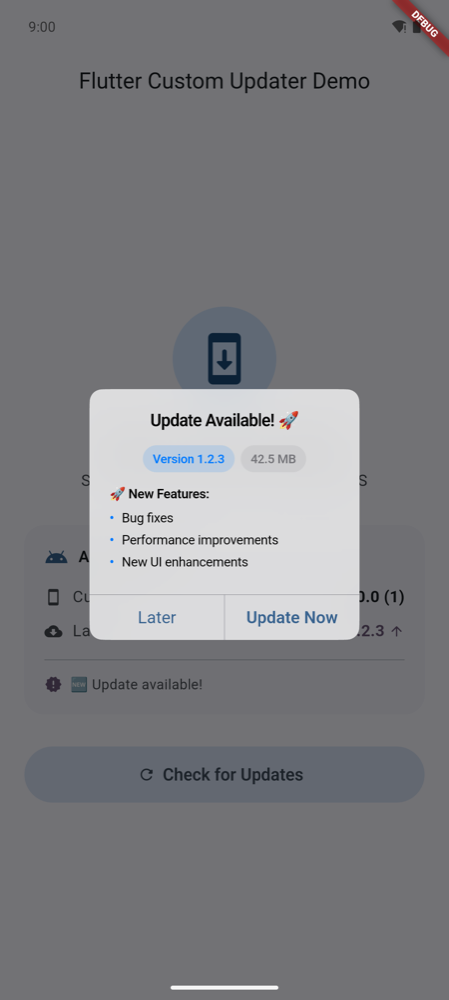 9:00
DEBUG
Flutter Custom Updater Demo
Update Available! 🚀
Version 1.2.3 42.5 MB
🚀 New Features:
• Bug fixes
• Performance improvements
• New UI enhancements
Later Update Now
0.0 (1)
2.3 ↑
🆕 Update available!
Check for Updates